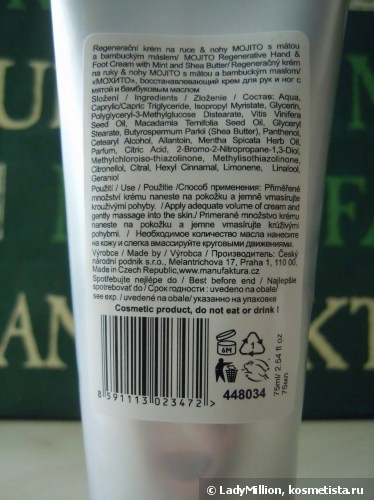 Regenerační krém na ruce & nohy MOJITO s mátou
a bambuckým máslem/ MOJITO Regenerative Hand &
Foot Cream with Mint and Shea Butter/ Regeneračný krém
na ruky & nohy MOJITO s mätou a bambuckým maslom/
«МОХИТО», восстанавливающий крем для рук и ног с
мятой и бамбуковым маслом
Složení / Ingredients / Zloženie / Состав: Aqua,
Caprylic/Capric Triglyceride, Isopropyl Myristate, Glycerin,
Polyglyceryl-3-Methylglucose Distearate, Vitis Vinifera
Seed Oil, Macadamia Ternifolia Seed Oil, Glyceryl
Stearate, Butyrospermum Parkii (Shea Butter), Panthenol,
Cetearyl Alcohol, Allantoin, Mentha Spicata Herb Oil,
Parfum, Citric Acid, 2-Bromo-2-Nitropropane-1,3-Diol,
Methylchloroiso-thiazolinone, Methylisothiazolinone,
Citronellol, Citral, Hexyl Cinnamal, Limonene, Linalool,
Geraniol
Použití / Use / Použitie /Способ применения: Přiměřené
množství krému naneste na pokožku a jemně vmasírujte
krouživými pohyby. / Apply adequate volume of cream and
gently massage into the skin./ Primerané množstvo krému
naneste na pokožku a jemne vmasírujte krúživými
pohybmi. / Необходимое количество масла нанесите
на кожу и слегка вмассируйте круговыми движениями.
Výrobce / Made by / Výrobca /Производитель: Český
národní podnik s.r.o., Melantrichova 17, Praha 1, 110 00.
Made in Czech Republic,www.manufaktura.cz
Spotřebujte nejlépe do / Best before end / Najlepšie
spotrebovať do / Срок годности : uvedeno na obale/
see exp. / uvedené na obale/ указанно на упаковке
Cosmetic product, do not eat or drink !
6M
1
448034
75ml/ 2.54 fl oz
75мл
8 591113 023472 >
© LadyMillion, kosmetista.ru